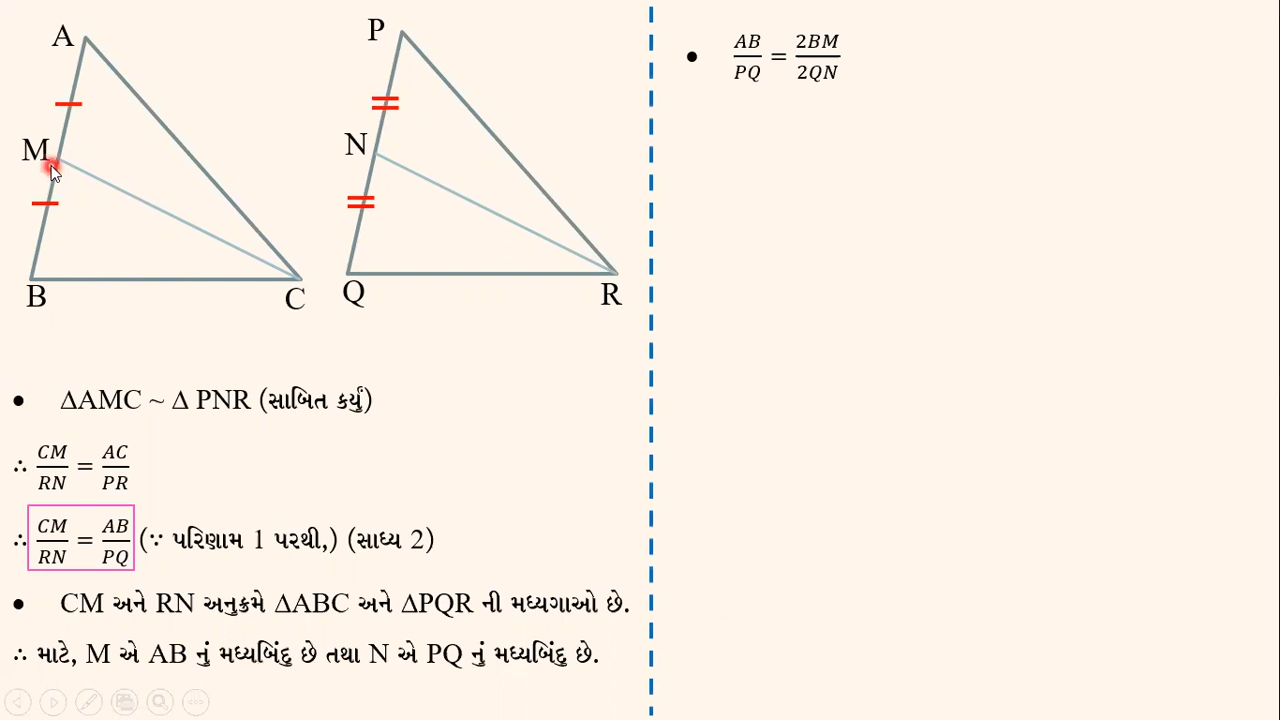 A
P
M
N
B
C
Q
R
• ΔAMC ~ Δ PNR (સાબિત કર્યું)
∴ CM/RN = AC/PR
∴ CM/RN = AB/PQ (∵ પરિણામ 1 પરથી,) (સાધ્ય 2)
• CM અને RN અનુક્રમે ΔABC અને ΔPQR ની મધ્યગાઓ છે.
∴ માટે, M એ AB નું મધ્યબિંદુ છે તથા N એ PQ નું મધ્યબિંદુ છે.
• AB/PQ = 2BM/2QN